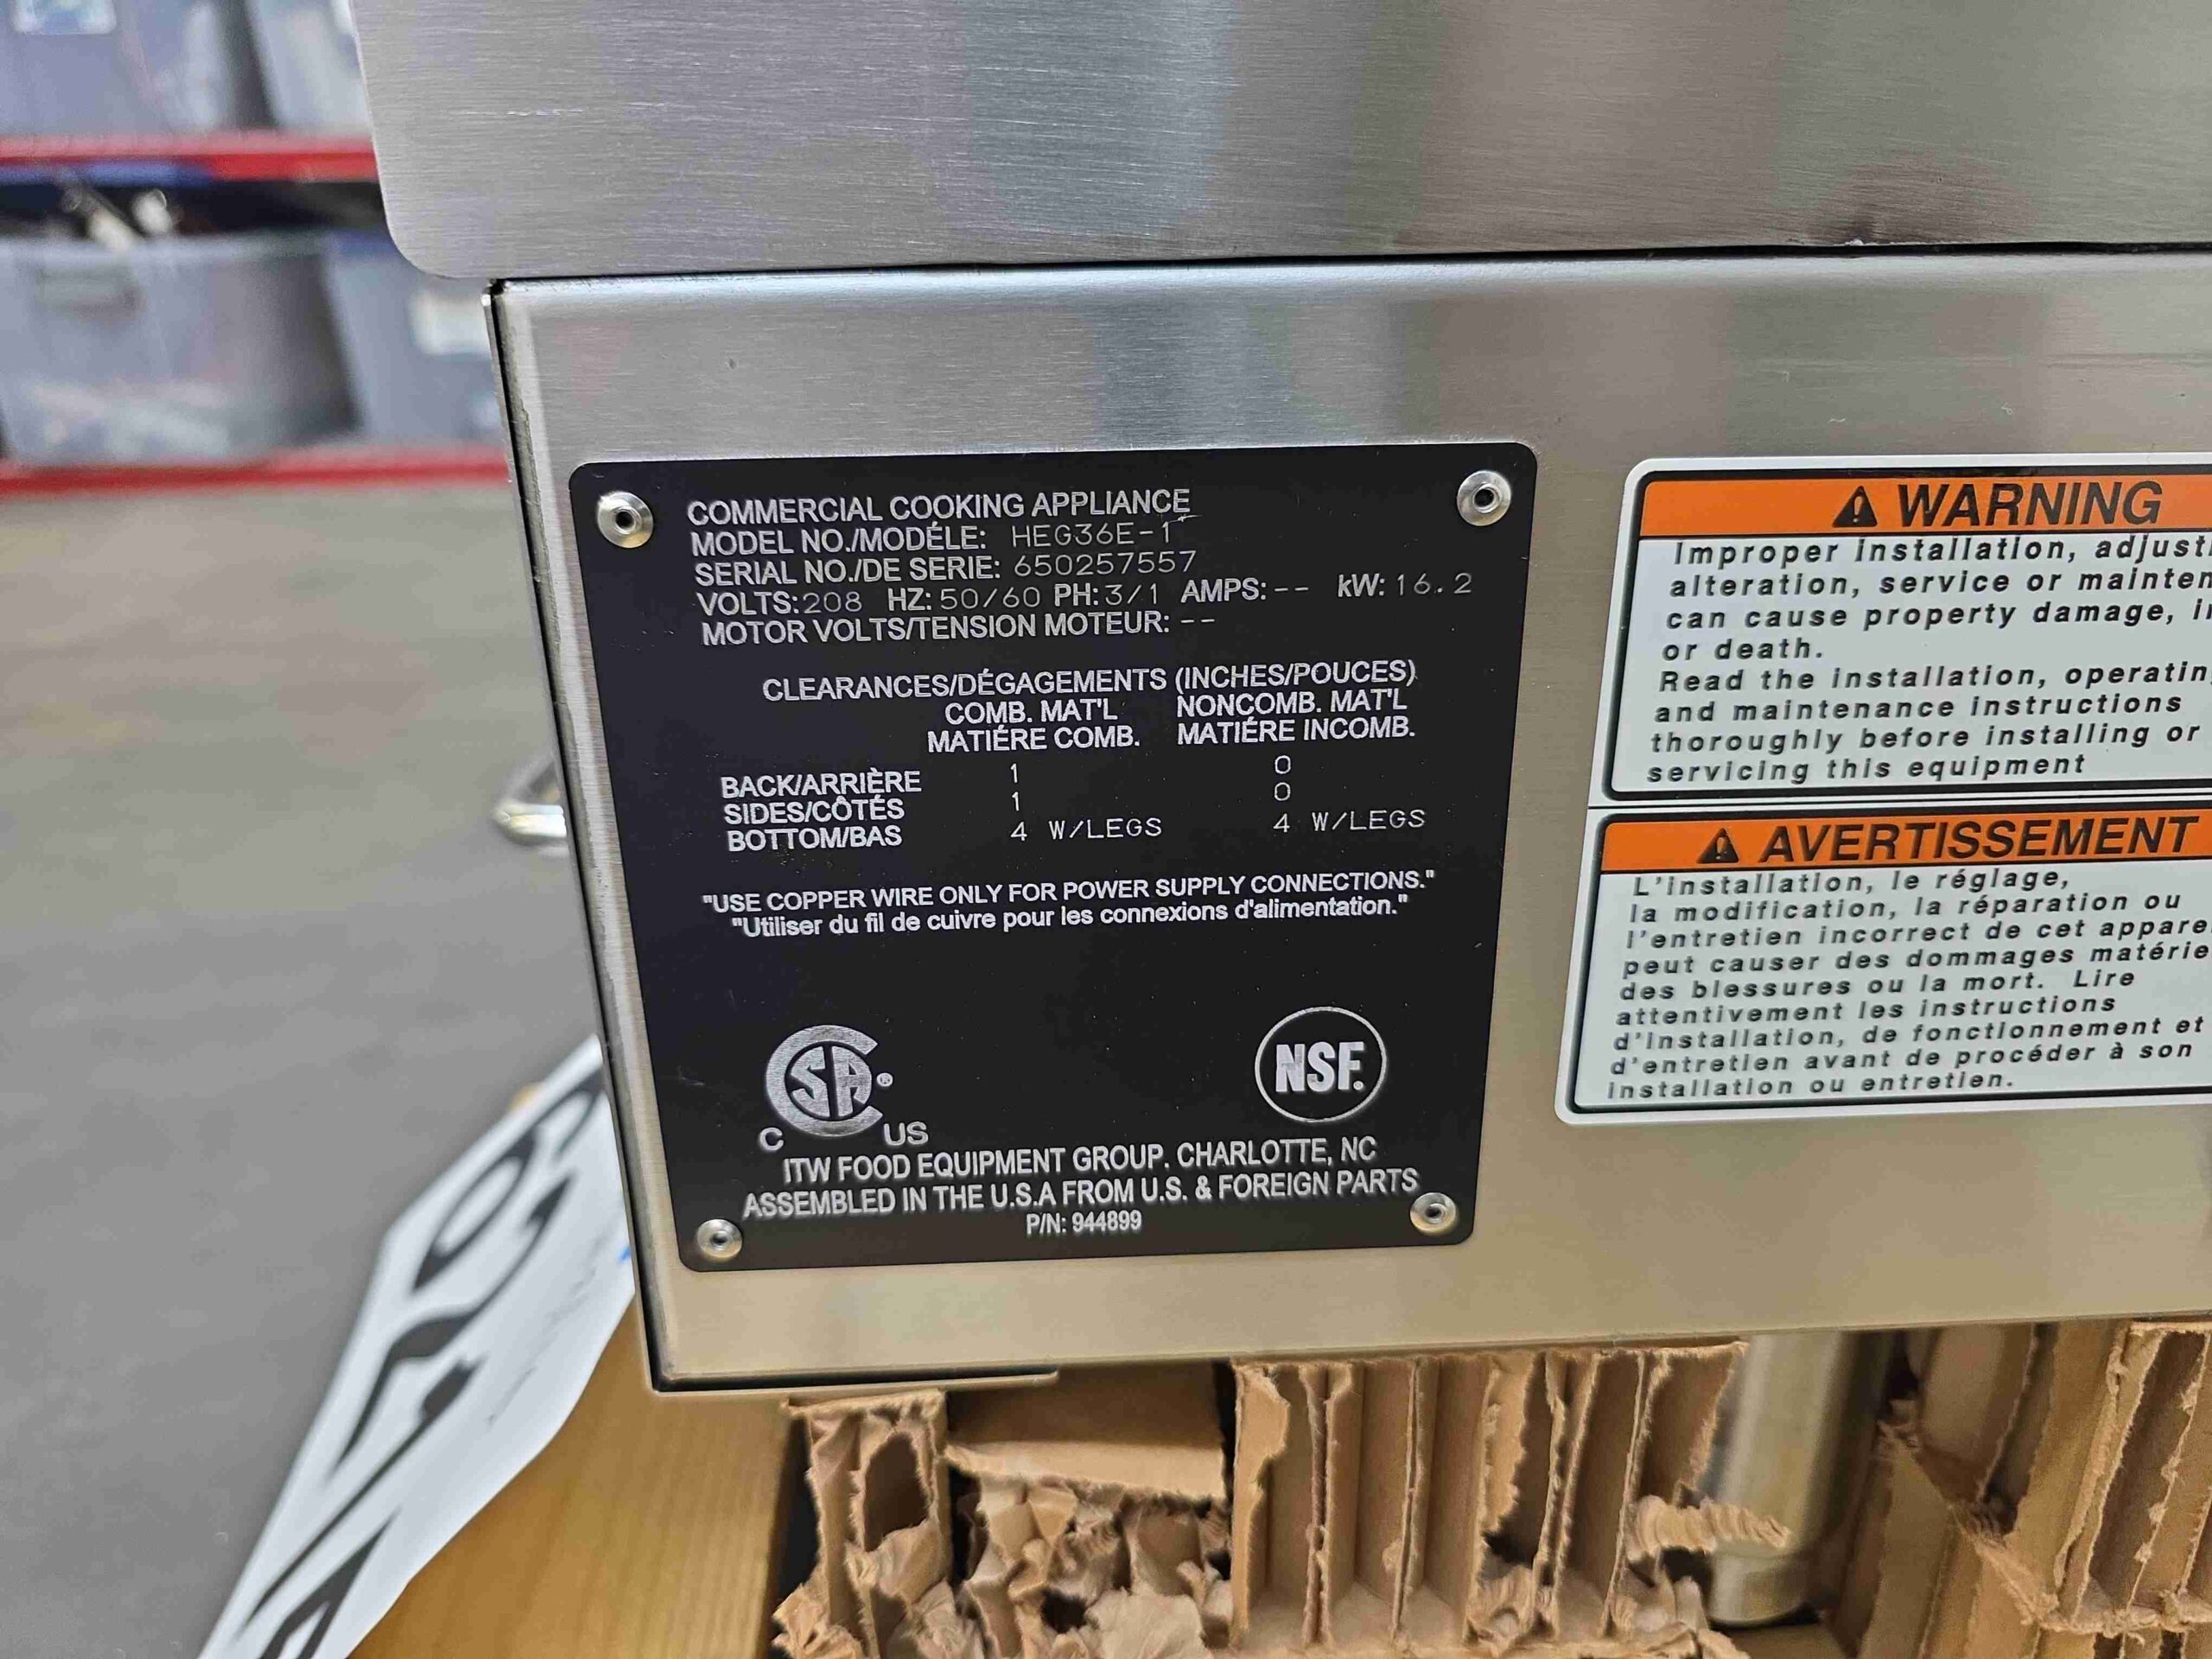 COMMERCIAL COOKING APPLIANCE
MODEL NO./MODÉLE: HEG36E-1
SERIAL NO./DE SERIE: 650257557
VOLTS:208 HZ:50/60 PH:3/1 AMPS:-- kW:16.2
MOTOR VOLTS/TENSION MOTEUR: --
CLEARANCES/DÉGAGEMENTS (INCHES/POUCES)
COMB. MAT'L NONCOMB. MAT'L
MATIÉRE COMB. MATIÉRE INCOMB.
BACK/ARRIÈRE 1 0
SIDES/CÔTÉS 1 0
BOTTOM/BAS 4 W/LEGS 4 W/LEGS
"USE COPPER WIRE ONLY FOR POWER SUPPLY CONNECTIONS."
"Utiliser du fil de cuivre pour les connexions d'alimentation."
CSA®
C US
NSF.
ITW FOOD EQUIPMENT GROUP. CHARLOTTE, NC
ASSEMBLED IN THE U.S.A FROM U.S. & FOREIGN PARTS
P/N: 944899
WARNING
Improper installation,
alteration, service or
can cause property damage,
or death.
Read the installation,
and maintenance instructions
thoroughly before installing or
servicing this equipment
AVERTISSEMENT
L'installation, le réglage,
la modification, la réparation ou
l'entretien incorrect de cet
peut causer des dommages
des blessures ou la mort. Lire
attentivement les instructions
d'installation, de fonctionnement et
d'entretien avant de procéder à son
installation ou entretien.